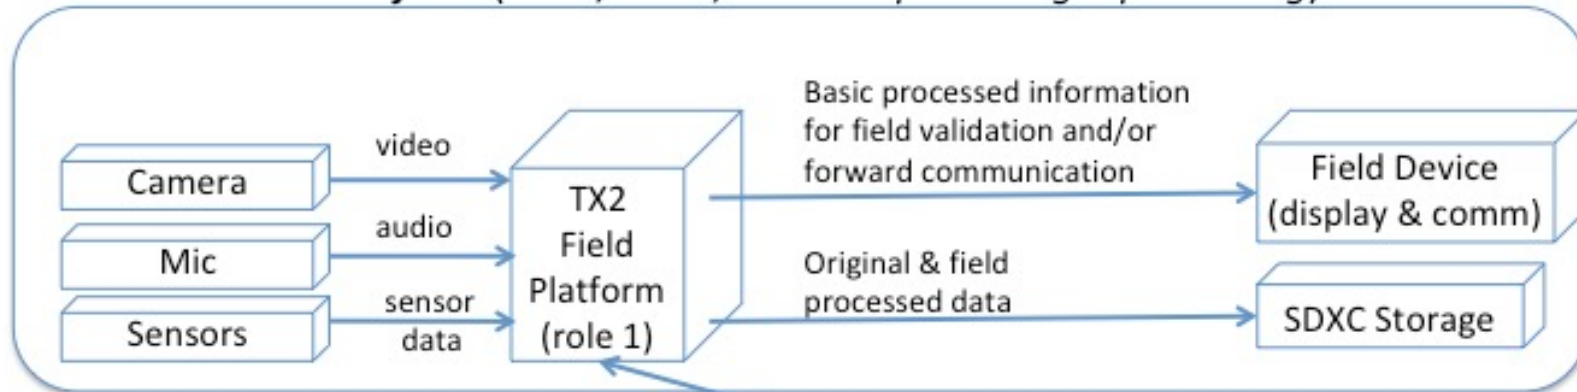 video
Camera
audio
Mic
sensor
data
Sensors
TX2
Field
Platform
(role 1)
Basic processed information
for field validation and/or
forward communication
Original & field
processed data
Field Device
(display & comm)
SDXC Storage